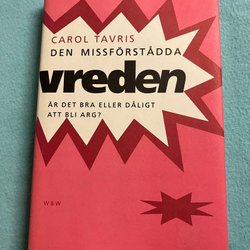 CAROL TAVRIS
DEN MISSFÖRSTÅDDA
vreden
ÄR DET BRA ELLER DÅLIGT
ATT BLI ARG?
W&W